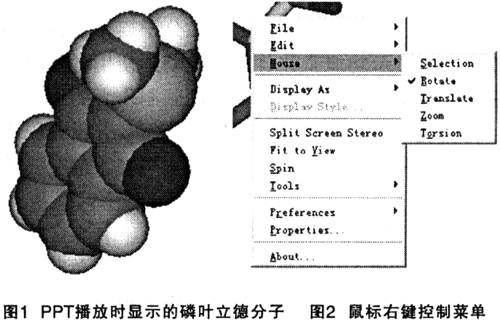 File
Edit
Mouse
Display As
Display Style...
Split Screen Stereo
Fit to View
Spin
Tools
Preferences
Properties...
About...
Selection
Rotate
Translate
Zoom
Torsion
图1 PPT播放时显示的磷叶立德分子 图2 鼠标右键控制菜单